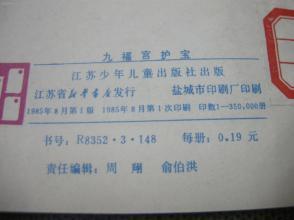 九福宫护宝
江苏少年儿童出版社出版
江苏省新华书店发行 盐城市印刷厂印刷
1985年8月第1版 1985年8月第1次印刷 印数1—350,000册
书号：R8352·3·148 每册：0.19元
责任编辑：周翔 俞伯洪